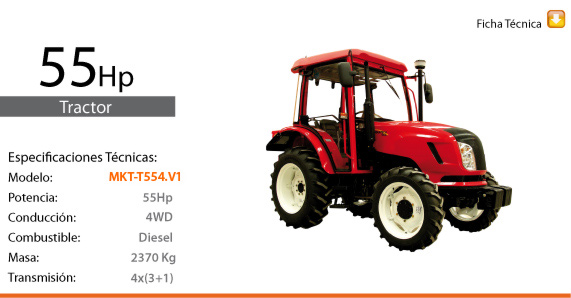 Ficha Técnica
55Hp
Tractor
Especificaciones Técnicas:
Modelo: MKT-T554.V1
Potencia: 55Hp
Conducción: 4WD
Combustible: Diesel
Masa: 2370 Kg
Transmisión: 4x(3+1)